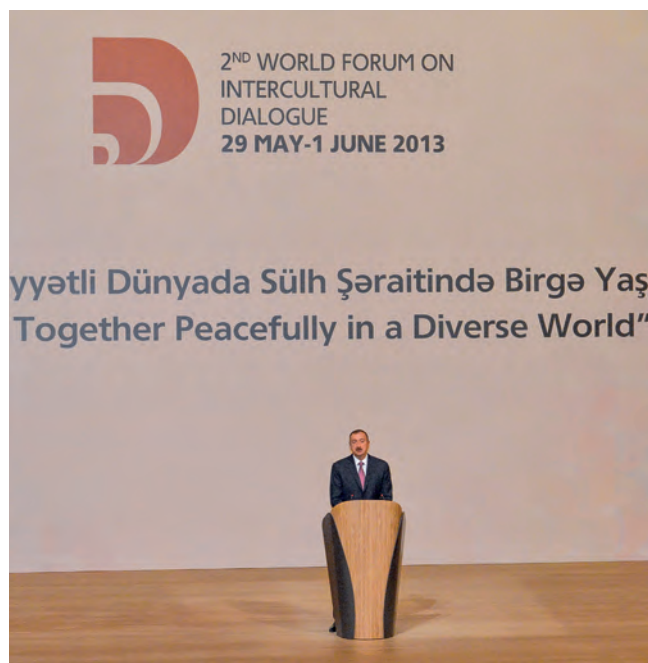 2ND WORLD FORUM ON
INTERCULTURAL
DIALOGUE
29 MAY-1 JUNE 2013
yyətli Dünyada Sülh Şəraitində Birgə Yaş
Together Peacefully in a Diverse World”